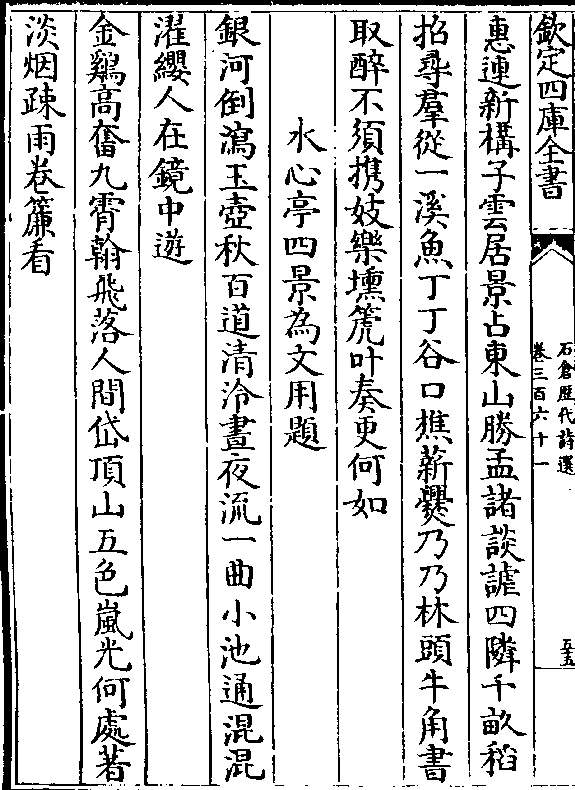 欽定四庫全書
石倉歴代詩選
卷三百六十一
惠連新構子雲居景占東山勝孟諸談謔四隣千畝稻
招尋羣從一溪魚丁丁谷口樵薪爨乃乃林頭牛角書
取醉不須携妓樂壎箎叶奏更何如
水心亭四景為文用題
銀河倒瀉玉壺秋百道清泠晝夜流一曲小池通混混
濯纓人在鏡中遊
金鷄高奮九霄翰飛落人間岱頂山五色嵐光何處著
淡烟疎雨卷簾看